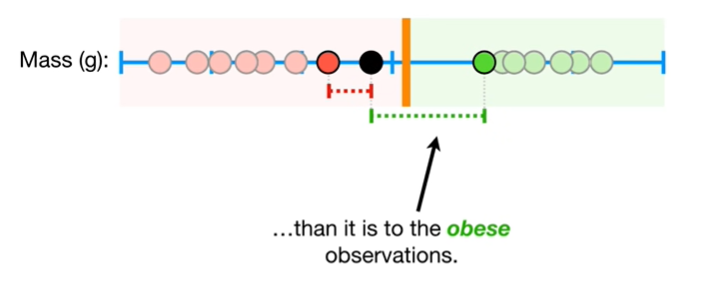 Mass (g):
...than it is to the obese
observations.